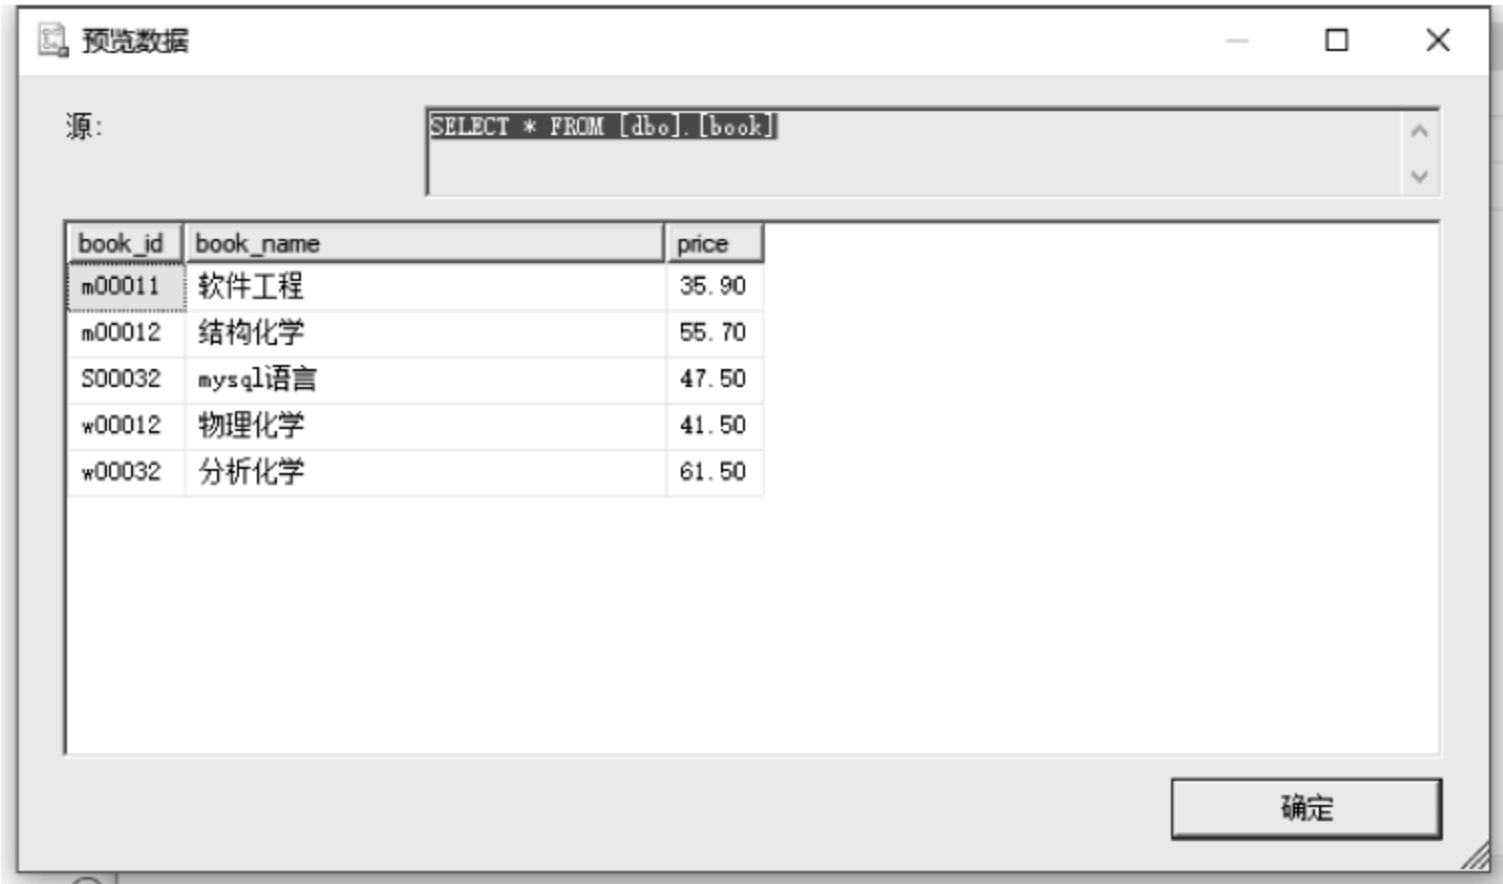 预览数据
源:
SELECT * FROM [dbo].[book]
book_id book_name price
m00011 软件工程 35.90
m00012 结构化学 55.70
S00032 mysql语言 47.50
w00012 物理化学 41.50
w00032 分析化学 61.50
确定